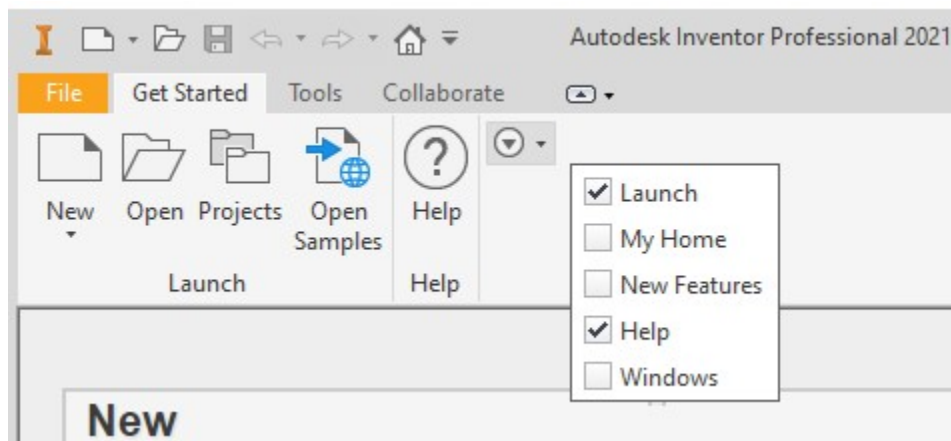 Autodesk Inventor Professional 2021
File Get Started Tools Collaborate
New Open Projects Open Samples Help
Launch Help
Launch
My Home
New Features
Help
Windows
New